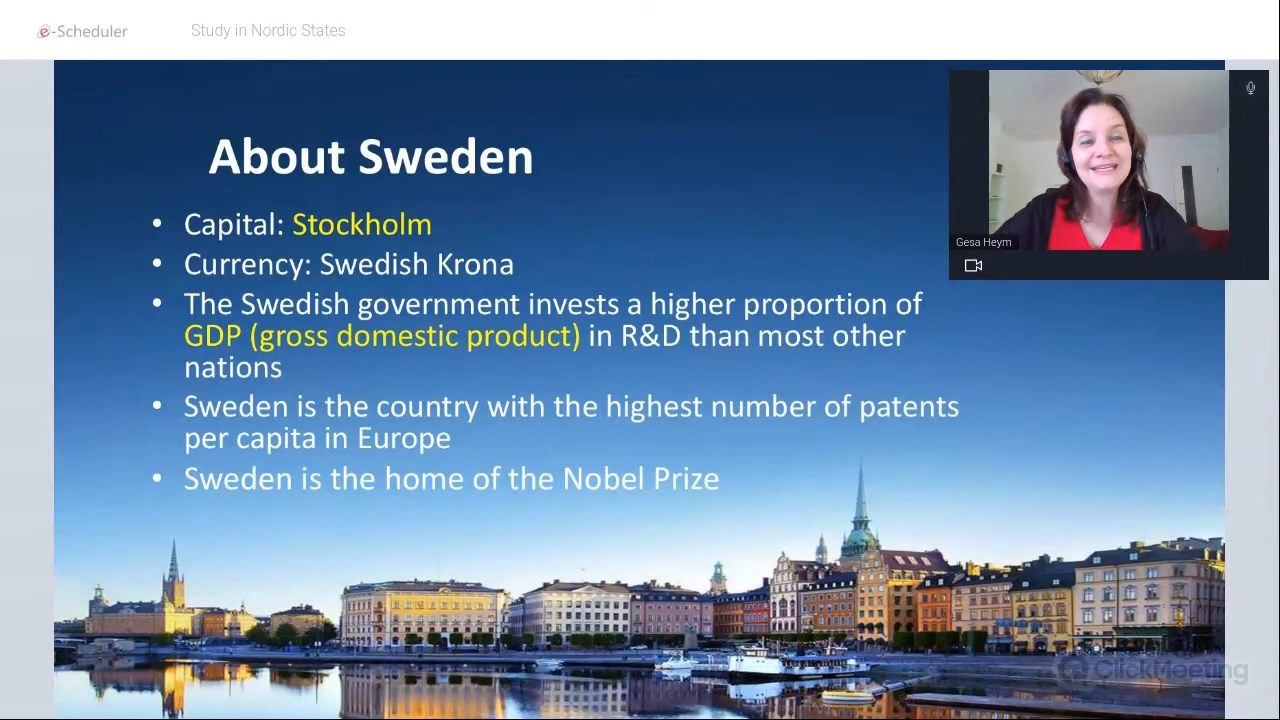 e-Scheduler
Study in Nordic States
About Sweden
• Capital: Stockholm
• Currency: Swedish Krona
• The Swedish government invests a higher proportion of
GDP (gross domestic product) in R&D than most other
nations
• Sweden is the country with the highest number of patents
per capita in Europe
• Sweden is the home of the Nobel Prize
Gesa Heym
ClickMeeting